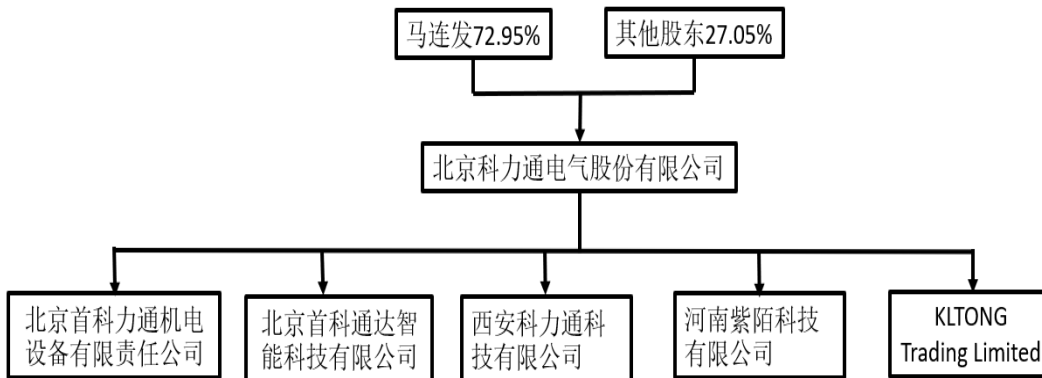 马连发72.95%
其他股东27.05%
北京科力通电气股份有限公司
北京首科力通机电
设备有限责任公司
北京首科通达智
能科技有限公司
西安科力通科
技有限公司
河南紫陌科技
有限公司
KLTONG
Trading Limited